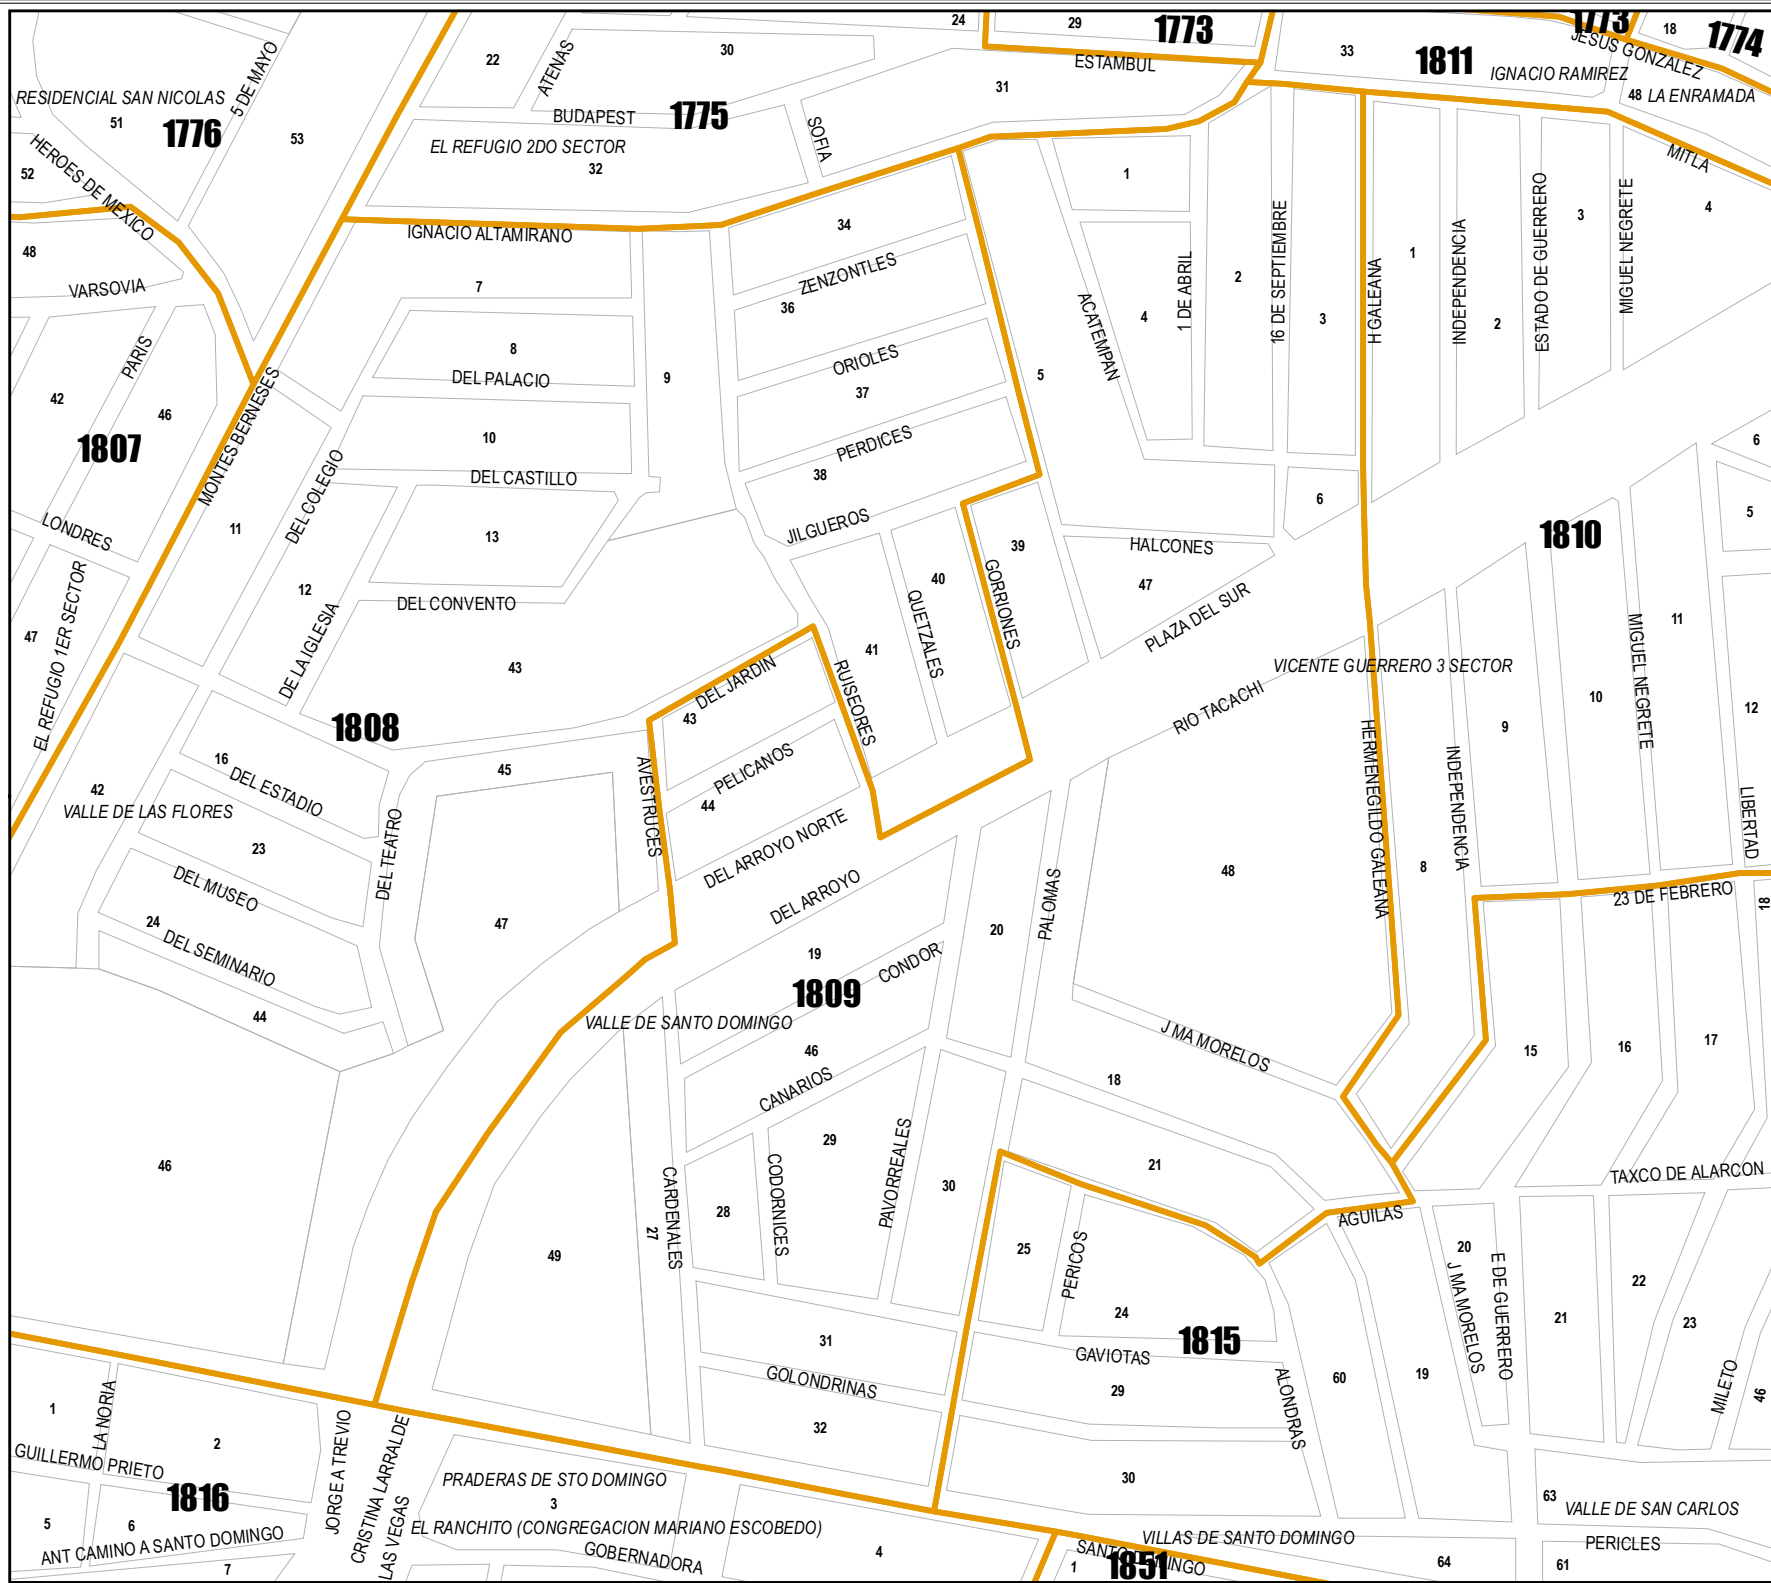 24
29
1773
1773
18
1774
JESUS GONZALEZ
33
1811
IGNACIO RAMIREZ
48
LA ENRAMADA
22
ATENAS
30
ESTAMBUL
31
5 DE MAYO
RESIDENCIAL SAN NICOLAS
51
1776
53
BUDAPEST
1775
SOFIA
EL REFUGIO 2DO SECTOR
32
HEROES DE MEXICO
52
MITLA
1
4
3
MIGUEL NEGRETE
ESTADO DE GUERRERO
INDEPENDENCIA
1
2
H GALEANA
16 DE SEPTIEMBRE
2
3
1 DE ABRIL
4
ACATEMPAN
5
48
VARSOVIA
IGNACIO ALTAMIRANO
34
ZENZONTLES
36
7
8
DEL PALACIO
9
ORIOLES
37
PARIS
42
46
1807
MONTES BERNESES
10
DEL CASTILLO
PERDICES
38
6
6
5
LONDRES
11
DEL COLEGIO
13
JILGUEROS
39
HALCONES
1810
40
47
GORRIONES
QUETZALES
PLAZA DEL SUR
12
DEL CONVENTO
DE LA IGLESIA
EL REFUGIO 1ER SECTOR
47
43
41
RUISEORES
DEL JARDIN
43
VICENTE GUERRERO 3 SECTOR
RIO TACACHI
11
MIGUEL NEGRETE
10
12
9
1808
16
DEL ESTADIO
45
AVESTRUCES
PELICANOS
44
HERMENEGILDO GALEANA
INDEPENDENCIA
42
VALLE DE LAS FLORES
23
DEL TEATRO
DEL ARROYO NORTE
LIBERTAD
DEL MUSEO
DEL ARROYO
48
8
23 DE FEBRERO
18
24
DEL SEMINARIO
47
19
CONDOR
20
PALOMAS
1809
44
VALLE DE SANTO DOMINGO
46
CANARIOS
J MA MORELOS
18
15
16
17
46
29
CODORNICES
PAVORREALES
30
21
TAXCO DE ALARCON
CARDENALES
27
28
49
25
PERICOS
AGUILAS
20
J MA MORELOS
E DE GUERRERO
22
24
21
23
31
1815
GAVIOTAS
GOLONDRINAS
29
ALONDRAS
60
19
MILETO
46
1
LA NORIA
2
JORGE A TREVIO
CRISTINA LARRALDE
32
GUILLERMO PRIETO
1816
PRADERAS DE STO DOMINGO
3
30
63
VALLE DE SAN CARLOS
5
6
LAS VEGAS
EL RANCHITO (CONGREGACION MARIANO ESCOBEDO)
VILLAS DE SANTO DOMINGO
PERICLES
ANT CAMINO A SANTO DOMINGO
GOBERNADORA
4
SANTO DOMINGO
7
1
1851
64
61